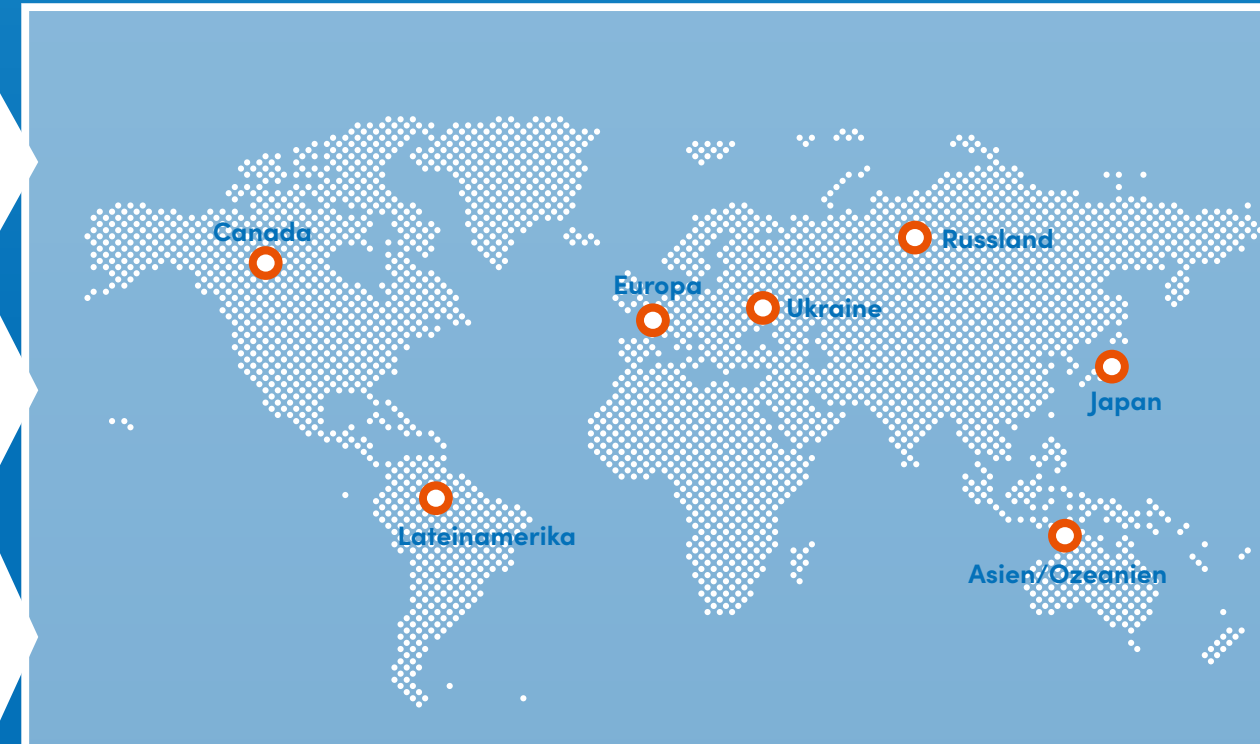 Canada
Russland
Europa
Ukraine
Japan
Lateinamerika
Asien/Ozeanien